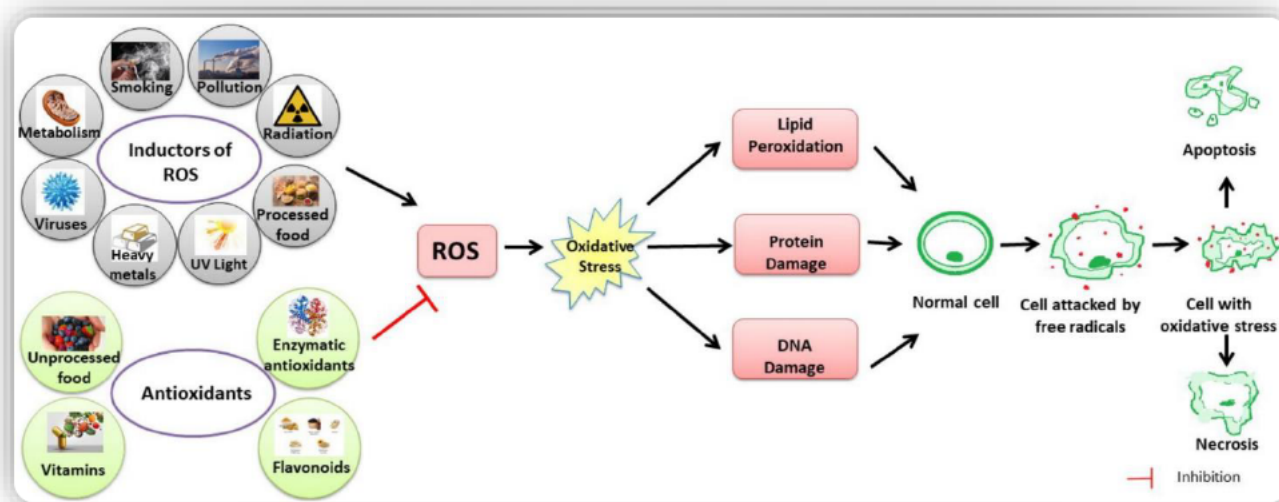 Smoking
Pollution
Metabolism
Radiation
Inductors of
ROS
Viruses
Processed
food
Heavy
metals
UV Light
ROS
Oxidative
Stress
Lipid
Peroxidation
Protein
Damage
DNA
Damage
Normal cell
Cell attacked by
free radicals
Cell with
oxidative stress
Apoptosis
Necrosis
Unprocessed
food
Enzymatic
antioxidants
Antioxidants
Vitamins
Flavonoids
Inhibition